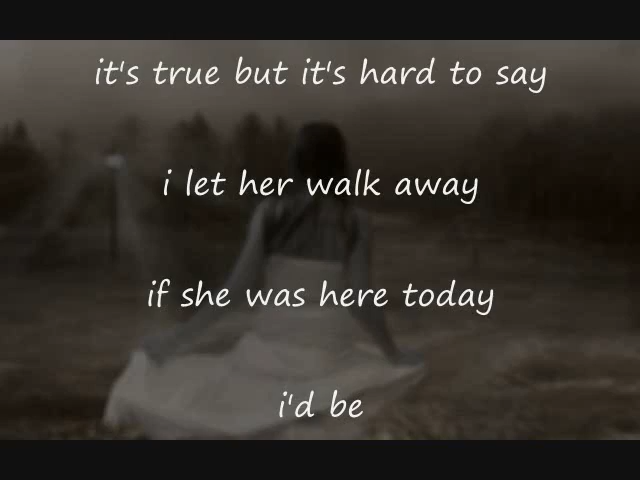 it's true but it's hard to say
i let her walk away
if she was here today
i'd be